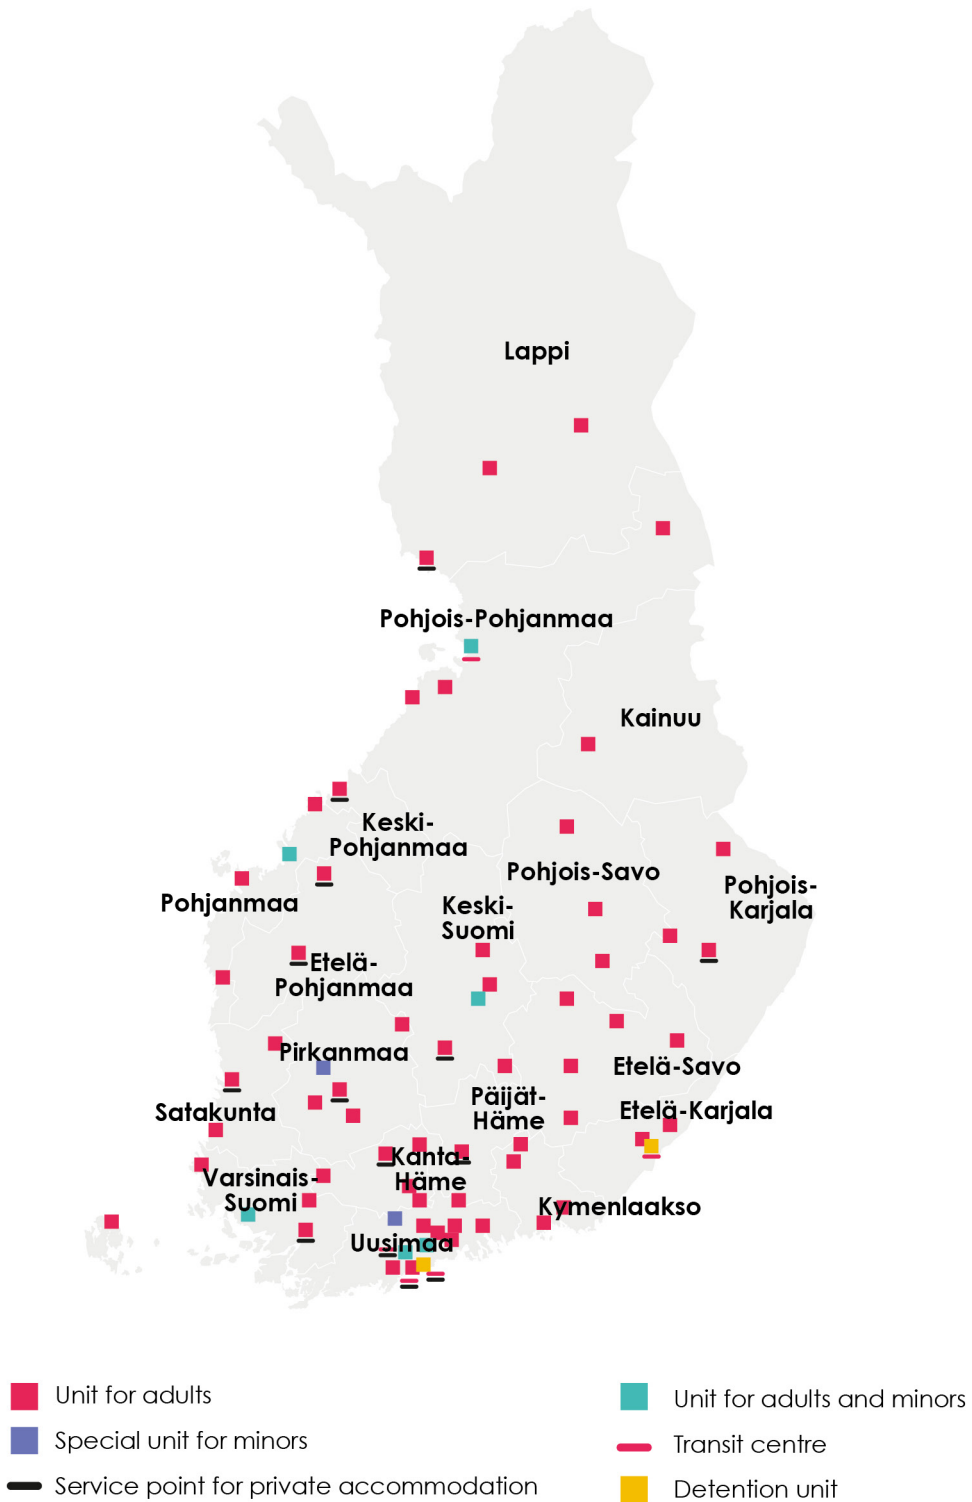 Lappi
Pohjois-Pohjanmaa
Kainuu
Keski-
Pohjanmaa
Pohjois-Savo
Pohjois-
Karjala
Pohjanmaa
Keski-
Suomi
Etelä-
Pohjanmaa
Pirkanmaa
Etelä-Savo
Päijät-
Häme
Etelä-Karjala
Satakunta
Kanta-
Häme
Varsinais-
Suomi
Kymenlaakso
Uusimaa
Unit for adults
Special unit for minors
Service point for private accommodation
Unit for adults and minors
Transit centre
Detention unit